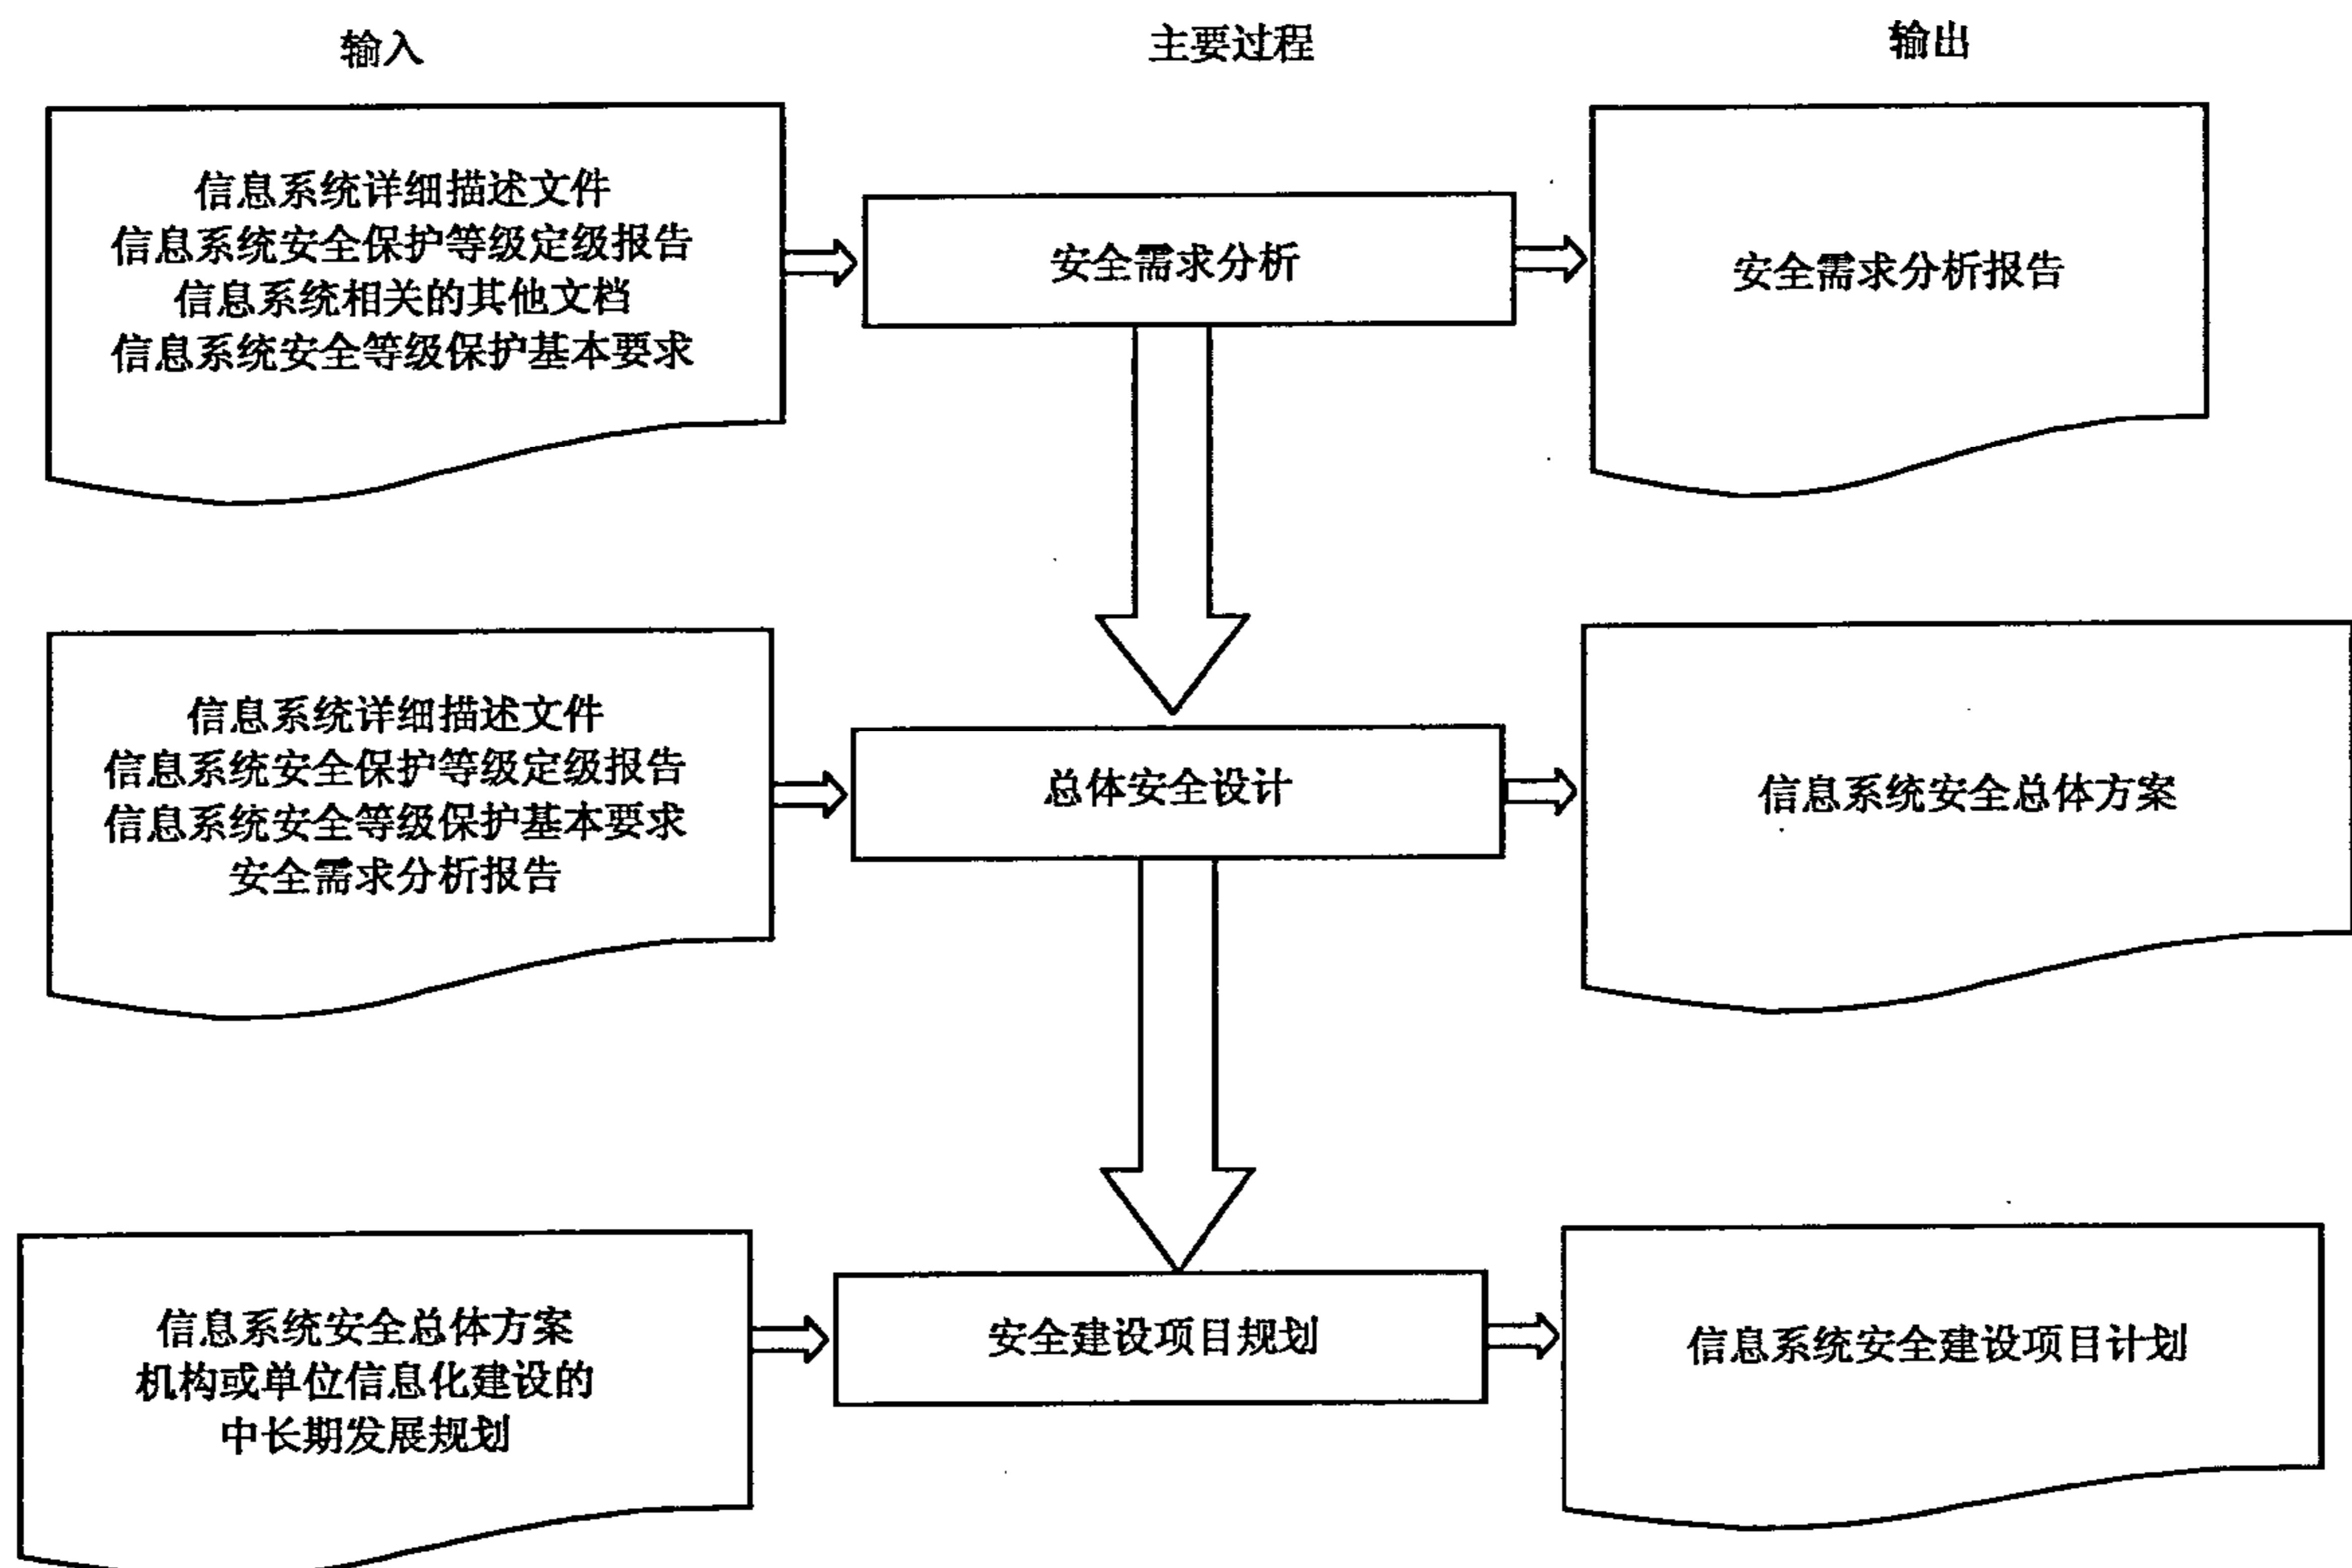 输入
主要过程
输出
信息系统详细描述文件
信息系统安全保护等级定级报告
信息系统相关的其他文档
信息系统安全等级保护基本要求
安全需求分析
安全需求分析报告
信息系统详细描述文件
信息系统安全保护等级定级报告
信息系统安全等级保护基本要求
安全需求分析报告
总体安全设计
信息系统安全总体方案
信息系统安全总体方案
机构或单位信息化建设的
中长期发展规划
安全建设项目规划
信息系统安全建设项目计划